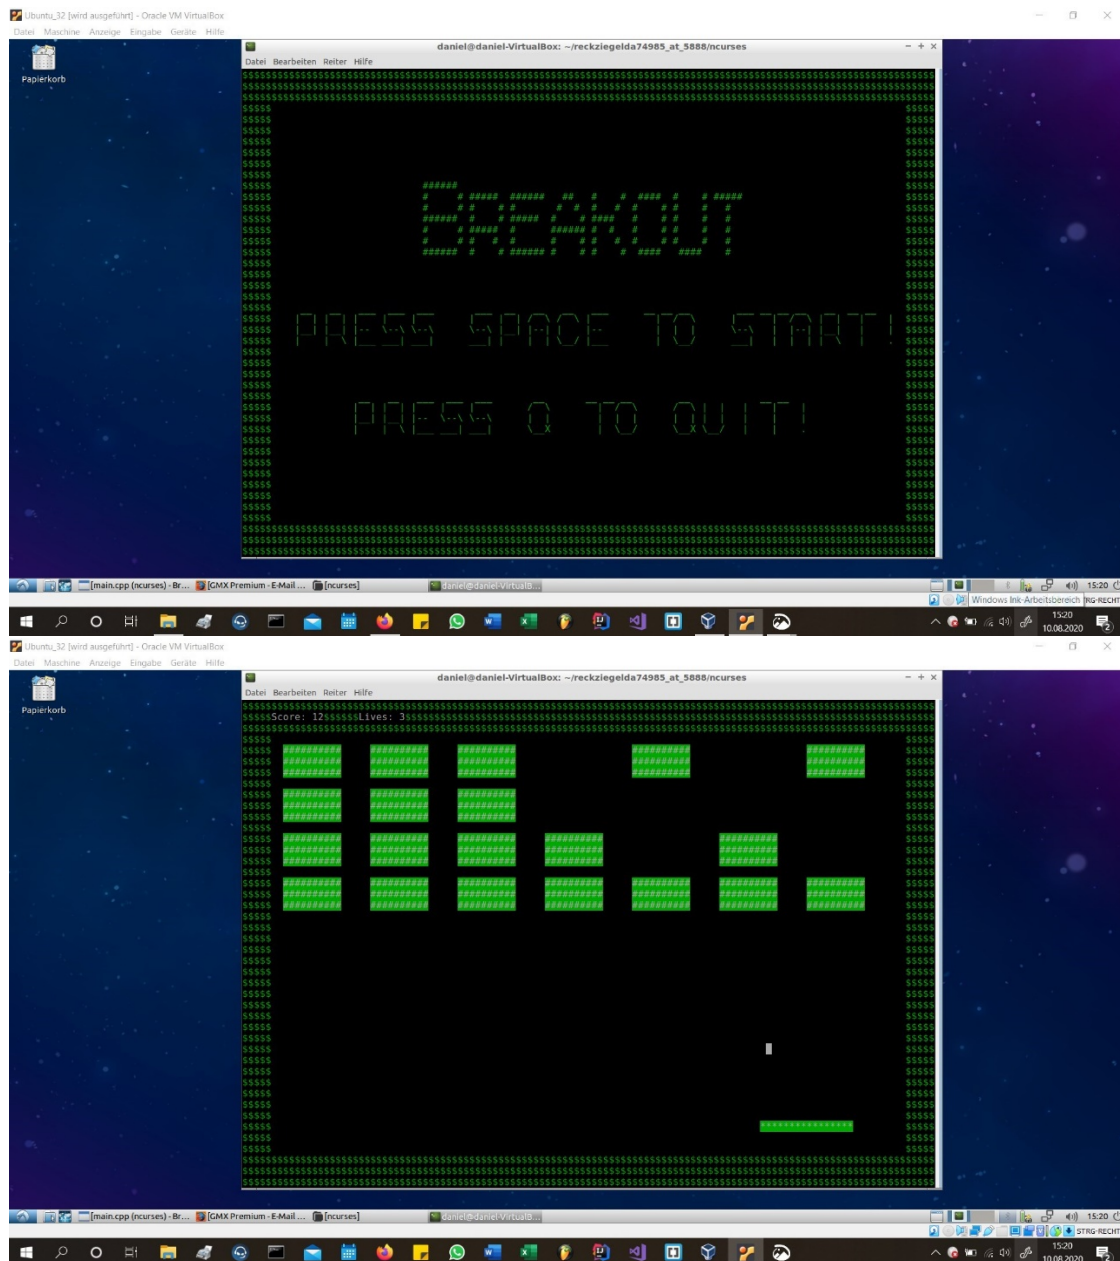 Ubuntu_32 [wird ausgeführt] - Oracle VM VirtualBox
Datei Maschine Anzeige Eingabe Geräte Hilfe
Papierkorb
daniel@daniel-VirtualBox: ~/reckziegelda74985_at_5888/ncurses
Datei Bearbeiten Reiter Hilfe
BREAKOUT
PRESS SPACE TO START!
PRESS Q TO QUIT!
[main.cpp (ncurses) - Br... [GMX Premium - E-Mail ... [ncurses] daniel@daniel-VirtualB... 15:20
Windows Ink-Arbeitsbereich TRG-RECHT
15:20
10.08.2020
Ubuntu_32 [wird ausgeführt] - Oracle VM VirtualBox
Datei Maschine Anzeige Eingabe Geräte Hilfe
Papierkorb
daniel@daniel-VirtualBox: ~/reckziegelda74985_at_5888/ncurses
Datei Bearbeiten Reiter Hilfe
Score: 12 Lives: 3
[main.cpp (ncurses) - Br... [GMX Premium - E-Mail ... [ncurses] daniel@daniel-VirtualB... 15:20
STRG-RECHT
15:20
10.08.2020